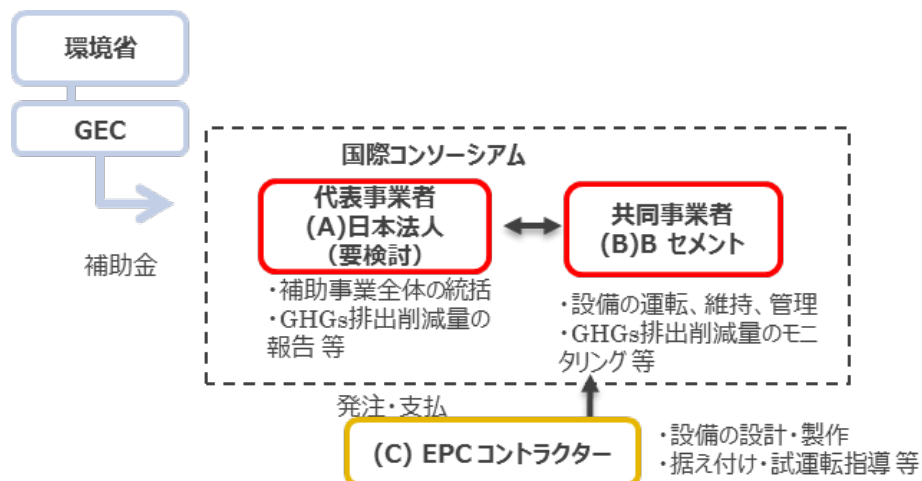 環境省
GEC
補助金
国際コンソーシアム
代表事業者
(A)日本法人
（要検討）
・補助事業全体の統括
・GHGs排出削減量の
報告 等
共同事業者
(B)B セメント
・設備の運転、維持、管理
・GHGs排出削減量のモニ
タリング 等
発注・支払
(C) EPCコントラクター
・設備の設計・製作
・据え付け・試運転指導 等